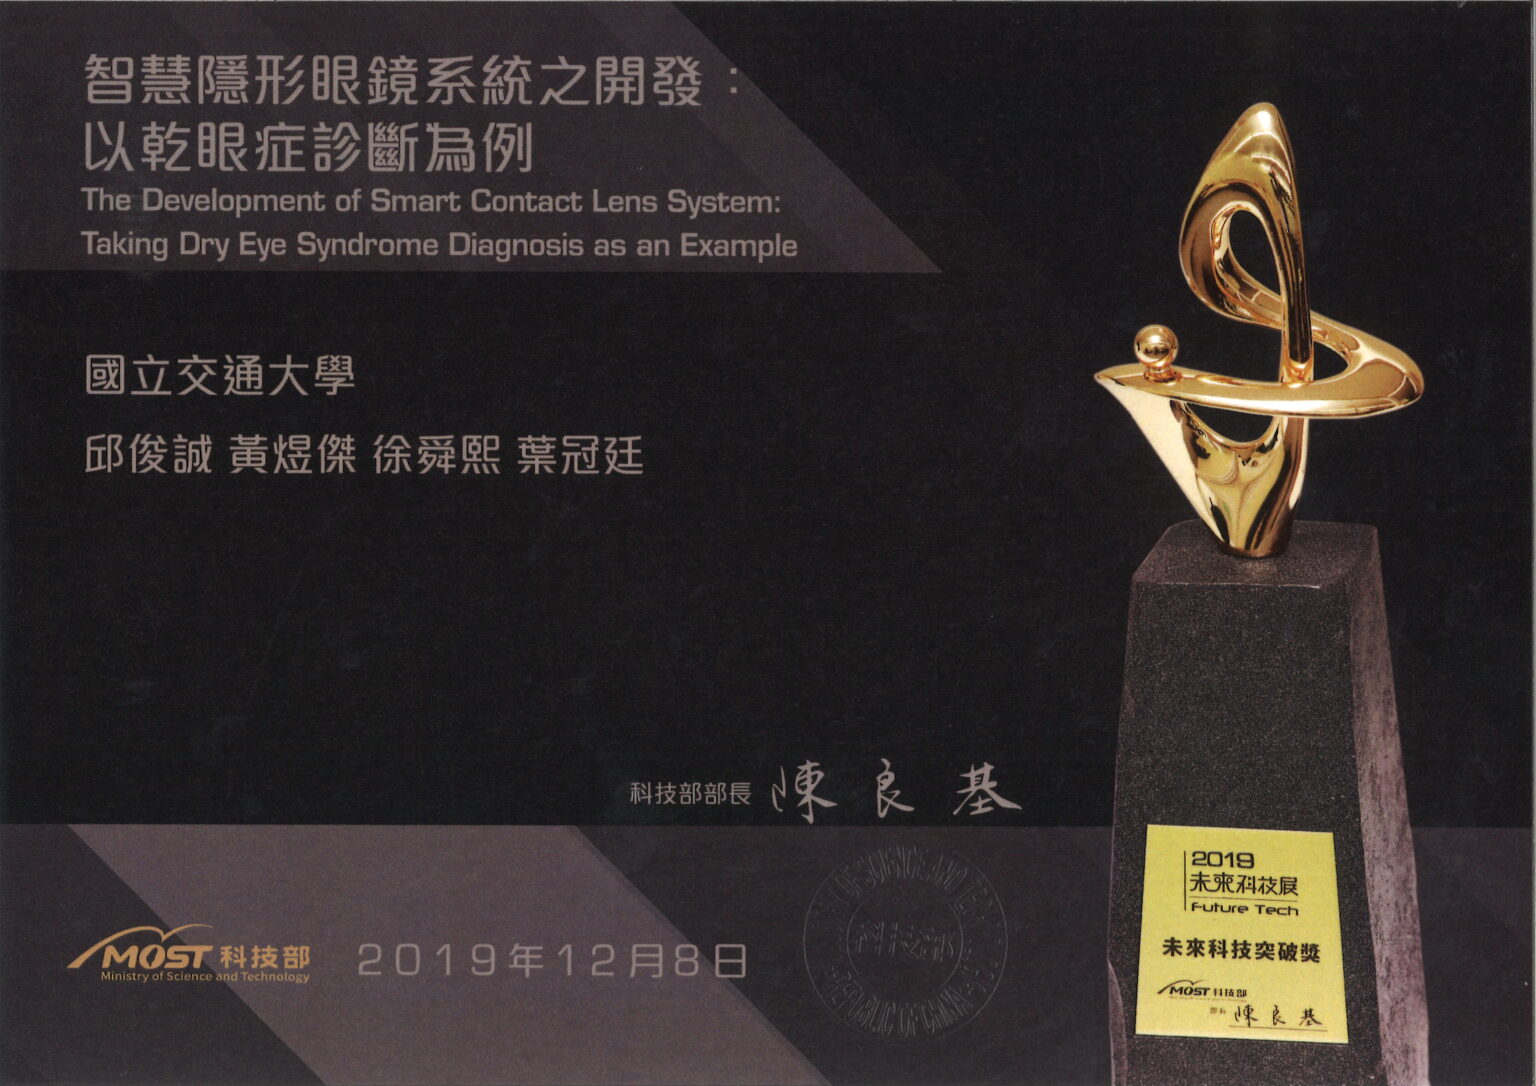 智慧隱形眼鏡系統之開發：
以乾眼症診斷為例
The Development of Smart Contact Lens System:
Taking Dry Eye Syndrome Diagnosis as an Example
國立交通大學
邱俊誠 黃煜傑 徐舜熙 葉冠廷
科技部部長 陳良基
MOST 科技部
Ministry of Science and Technology
2019年12月8日
科技部
2019
未來科技展
Future Tech
未來科技突破獎
MOST 科技部
部長 陳良基